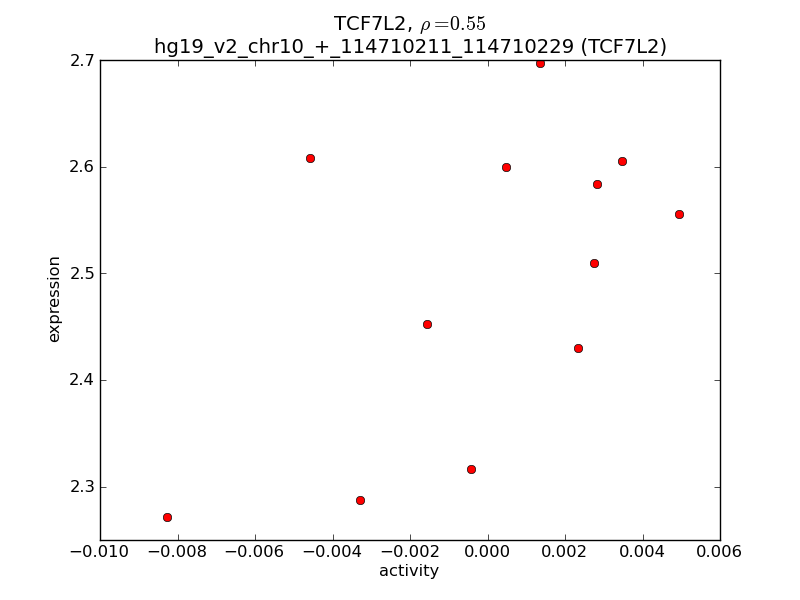 TCF7L2, ρ=0.55
hg19_v2_chr10_+_114710211_114710229 (TCF7L2)
2.7
2.6
2.5
2.4
2.3
expression
−0.010 −0.008 −0.006 −0.004 −0.002 0.000 0.002 0.004 0.006
activity